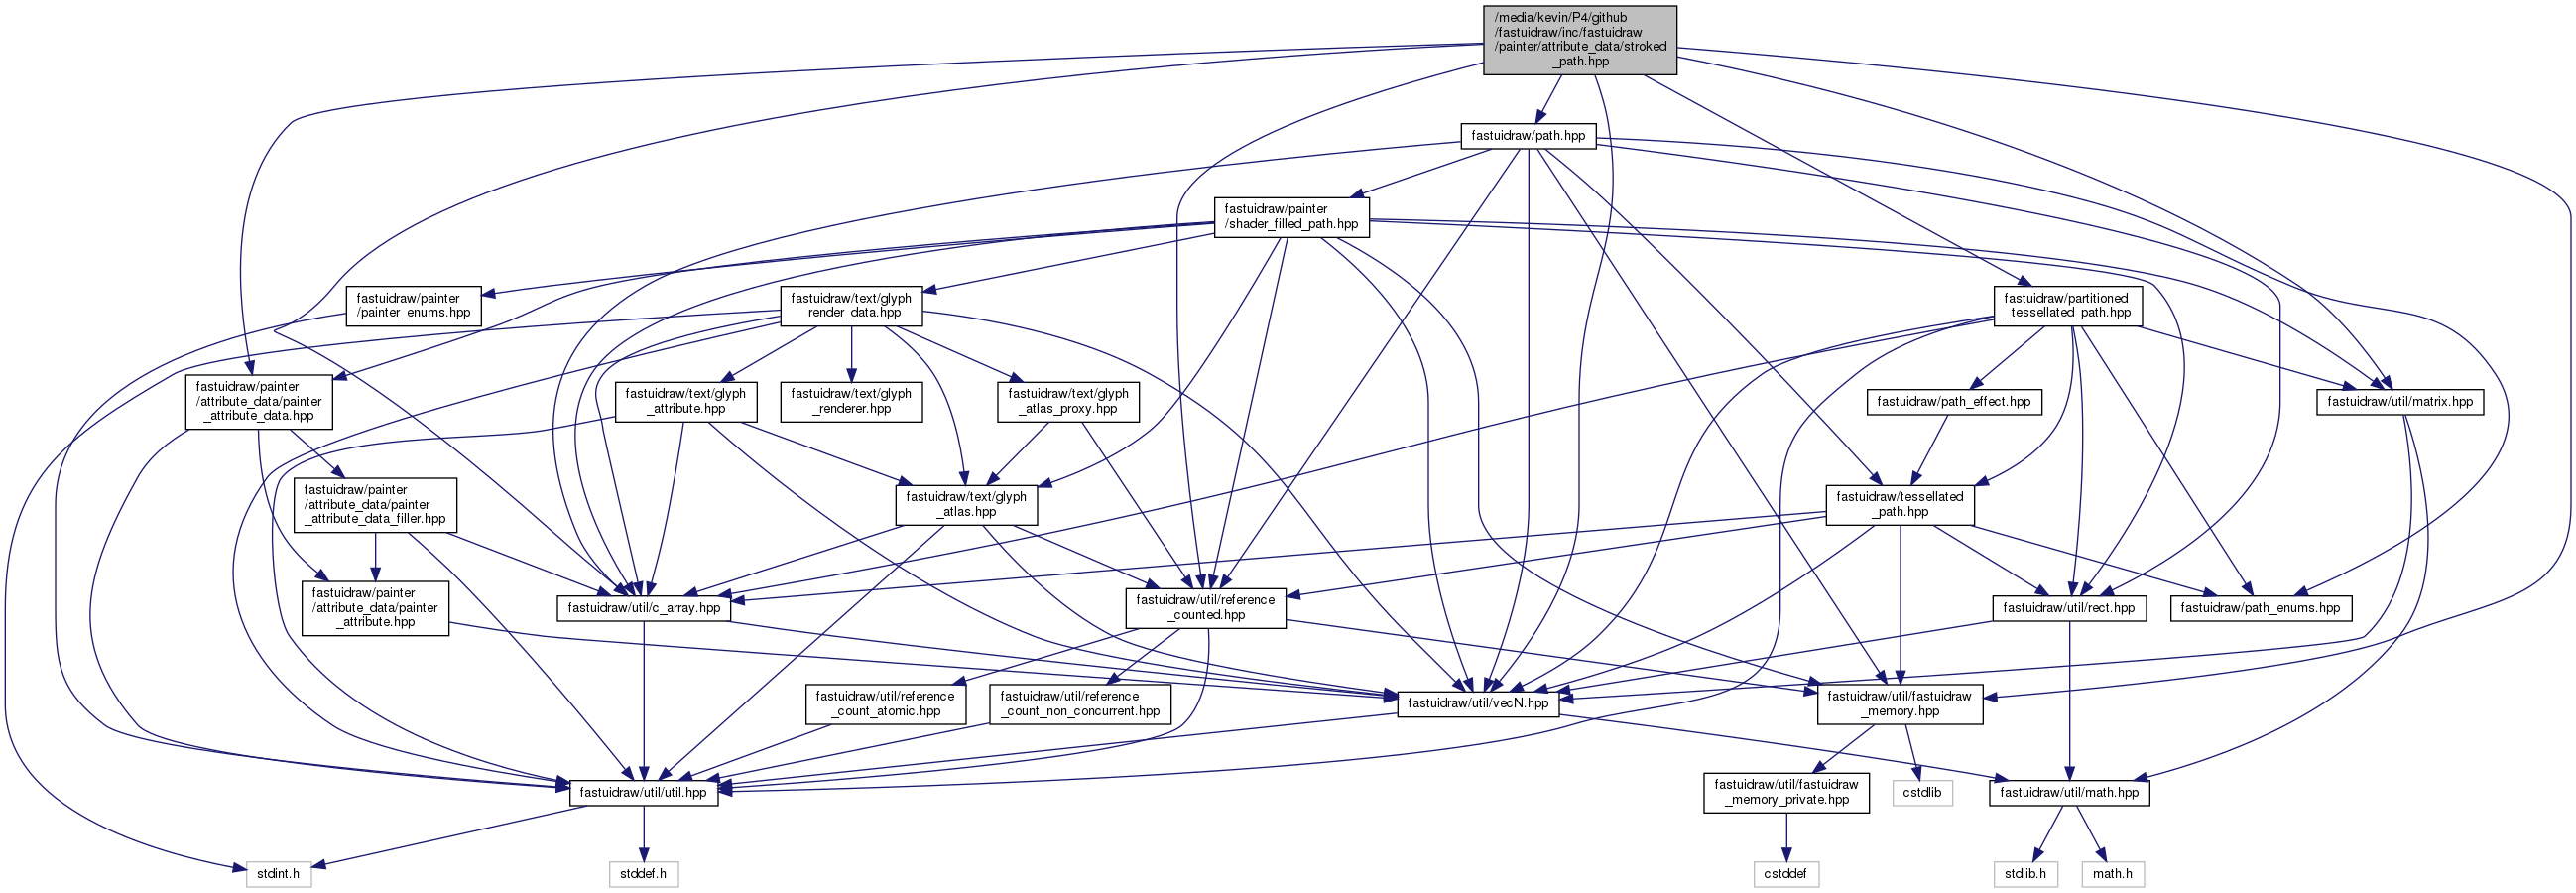 /media/kevin/P4/github
/fastuidraw/inc/fastuidraw
/painter/attribute_data/stroked
_path.hpp
fastuidraw/path.hpp
fastuidraw/painter
/shader_filled_path.hpp
fastuidraw/painter
/painter_enums.hpp
fastuidraw/text/glyph
_render_data.hpp
fastuidraw/partitioned
_tessellated_path.hpp
fastuidraw/painter
/attribute_data/painter
_attribute_data.hpp
fastuidraw/text/glyph
_attribute.hpp
fastuidraw/text/glyph
_renderer.hpp
fastuidraw/text/glyph
_atlas_proxy.hpp
fastuidraw/path_effect.hpp
fastuidraw/util/matrix.hpp
fastuidraw/painter
/attribute_data/painter
_attribute_data_filler.hpp
fastuidraw/text/glyph
_atlas.hpp
fastuidraw/tessellated
_path.hpp
fastuidraw/painter
/attribute_data/painter
_attribute.hpp
fastuidraw/util/c_array.hpp
fastuidraw/util/reference
_counted.hpp
fastuidraw/util/rect.hpp
fastuidraw/path_enums.hpp
fastuidraw/util/reference
_count_atomic.hpp
fastuidraw/util/reference
_count_non_concurrent.hpp
fastuidraw/util/vecN.hpp
fastuidraw/util/fastuidraw
_memory.hpp
fastuidraw/util/util.hpp
fastuidraw/util/fastuidraw
_memory_private.hpp
cstdlib
fastuidraw/util/math.hpp
stdint.h
stddef.h
cstddef
stdlib.h
math.h